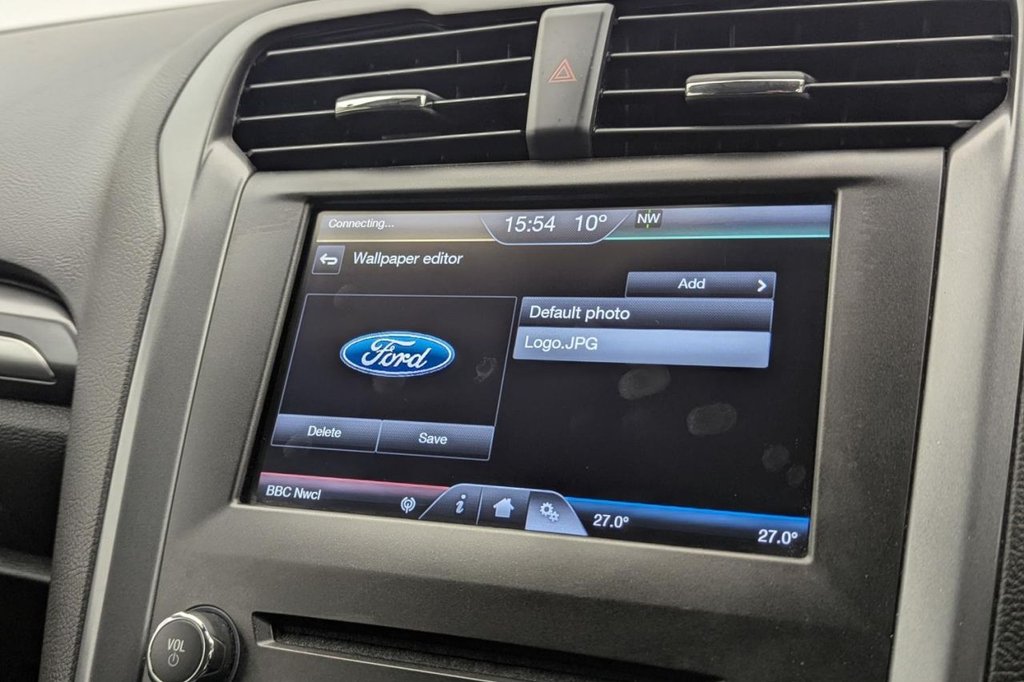 Connecting...
15:54 10°
NW
Wallpaper editor
Add
Default photo
Logo.JPG
Ford
Delete
Save
BBC Nwcl
i
27.0°
27.0°
VOL